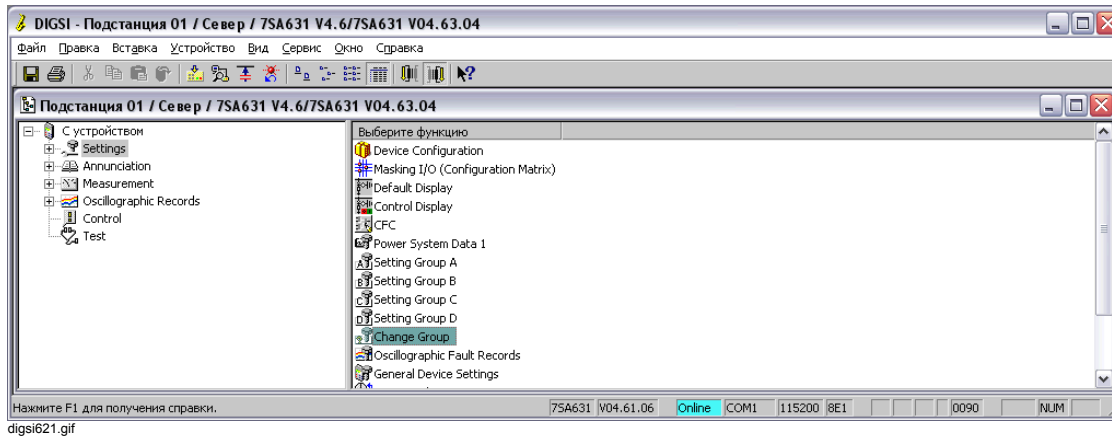 DIGSI - Подстанция 01 / Север / 7SA631 V4.6/7SA631 V04.63.04
Файл Правка Вставка Устройство Вид Сервис Окно Справка
Подстанция 01 / Север / 7SA631 V4.6/7SA631 V04.63.04
С устройством
Settings
Annunciation
Measurement
Oscillographic Records
Control
Test
Выберите функцию
Device Configuration
Masking I/O (Configuration Matrix)
Default Display
Control Display
CFC
Power System Data 1
Setting Group A
Setting Group B
Setting Group C
Setting Group D
Change Group
Oscillographic Fault Records
General Device Settings
Нажмите F1 для получения справки. 7SA631 V04.61.06 Online COM1 115200 8E1 0090 NUM
digsi621.gif